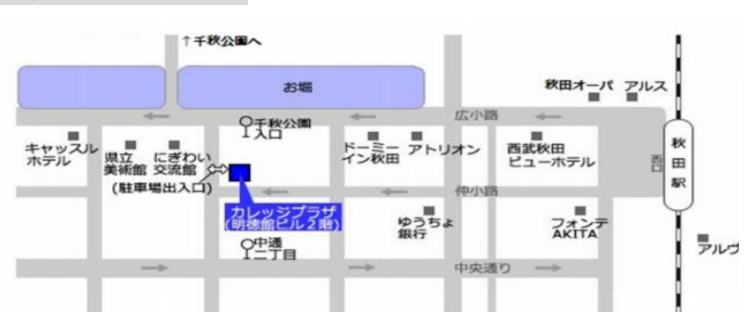 ↑千秋公園へ
お堀
秋田オーパ
アルス
千秋公園
入口
広小路
キャッスル
ホテル
県立
美術館
にぎわい
交流館
(駐車場出入口)
ドーミー
イン秋田
アトリオン
西武秋田
ビューホテル
西口
秋田駅
仲小路
カレッジプラザ
(明徳館ビル2階)
ゆうちょ
銀行
フォンテ
AKITA
中通
二丁目
中央通り
アルヴ